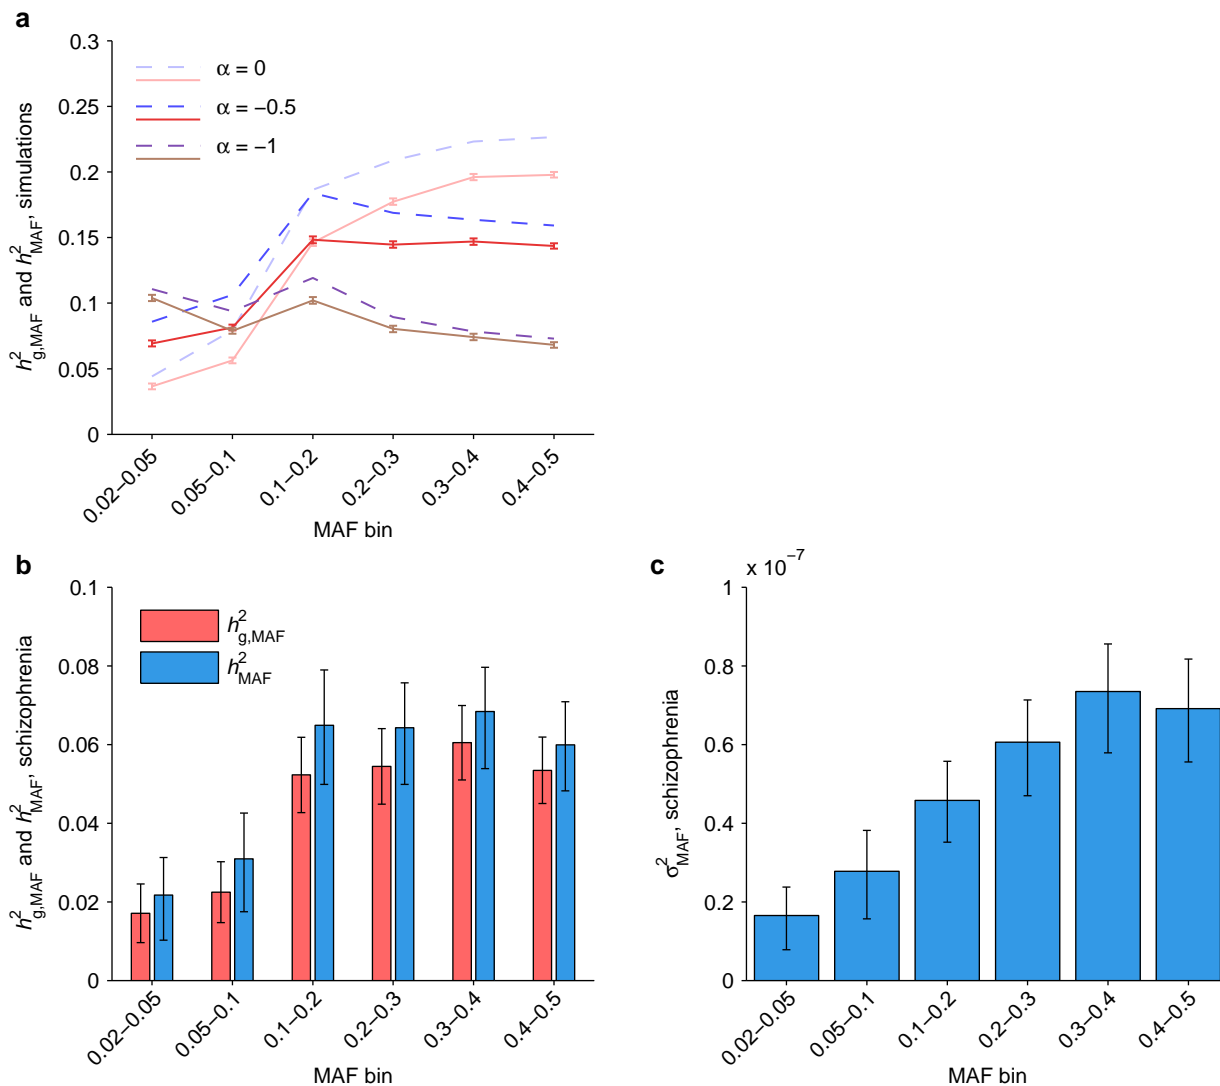 a
h²g,MAF and h²MAF, simulations
0.3
0.25
0.2
0.15
0.1
0.05
0
α = 0
α = −0.5
α = −1
0.02−0.05
0.05−0.1
0.1−0.2
0.2−0.3
0.3−0.4
0.4−0.5
MAF bin
b
h²g,MAF and h²MAF, schizophrenia
0.1
0.08
0.06
0.04
0.02
0
h²g,MAF
h²MAF
0.02−0.05
0.05−0.1
0.1−0.2
0.2−0.3
0.3−0.4
0.4−0.5
MAF bin
c
x 10⁻⁷
σ²MAF, schizophrenia
1
0.8
0.6
0.4
0.2
0
0.02−0.05
0.05−0.1
0.1−0.2
0.2−0.3
0.3−0.4
0.4−0.5
MAF bin